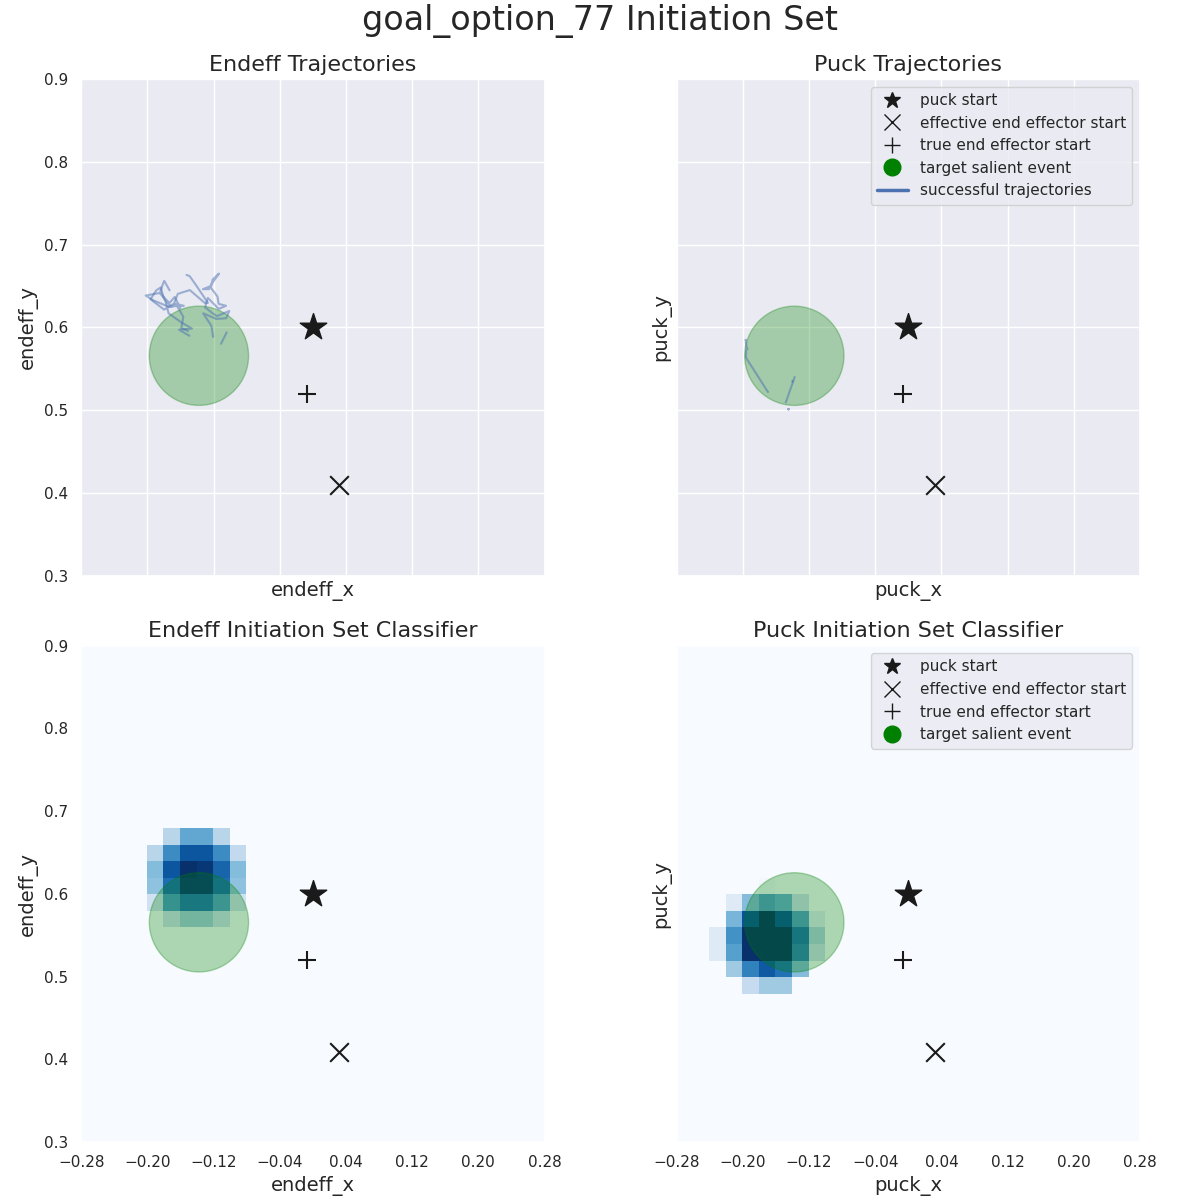 goal_option_77 Initiation Set
Endeff Trajectories
0.9
0.8
0.7
0.6
0.5
0.4
0.3
endeff_y
endeff_x
Puck Trajectories
puck start
effective end effector start
true end effector start
target salient event
successful trajectories
puck_y
puck_x
Endeff Initiation Set Classifier
0.9
0.8
0.7
0.6
0.5
0.4
0.3
endeff_y
−0.28 −0.20 −0.12 −0.04 0.04 0.12 0.20 0.28
endeff_x
Puck Initiation Set Classifier
puck start
effective end effector start
true end effector start
target salient event
puck_y
−0.28 −0.20 −0.12 −0.04 0.04 0.12 0.20 0.28
puck_x